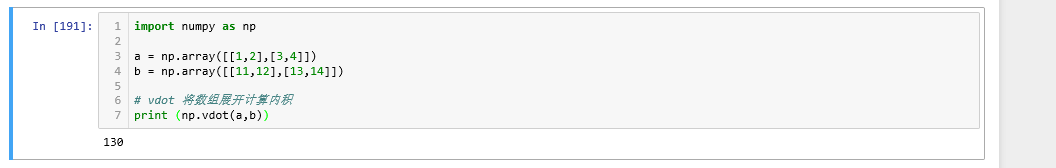 In [191]:
1 import numpy as np
2
3 a = np.array([[1,2],[3,4]])
4 b = np.array([[11,12],[13,14]])
5
6 # vdot 将数组展开计算内积
7 print (np.vdot(a,b))
130